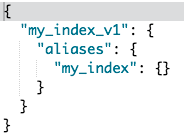 {
  "my_index_v1": {
    "aliases": {
      "my_index": {}
    }
  }
}